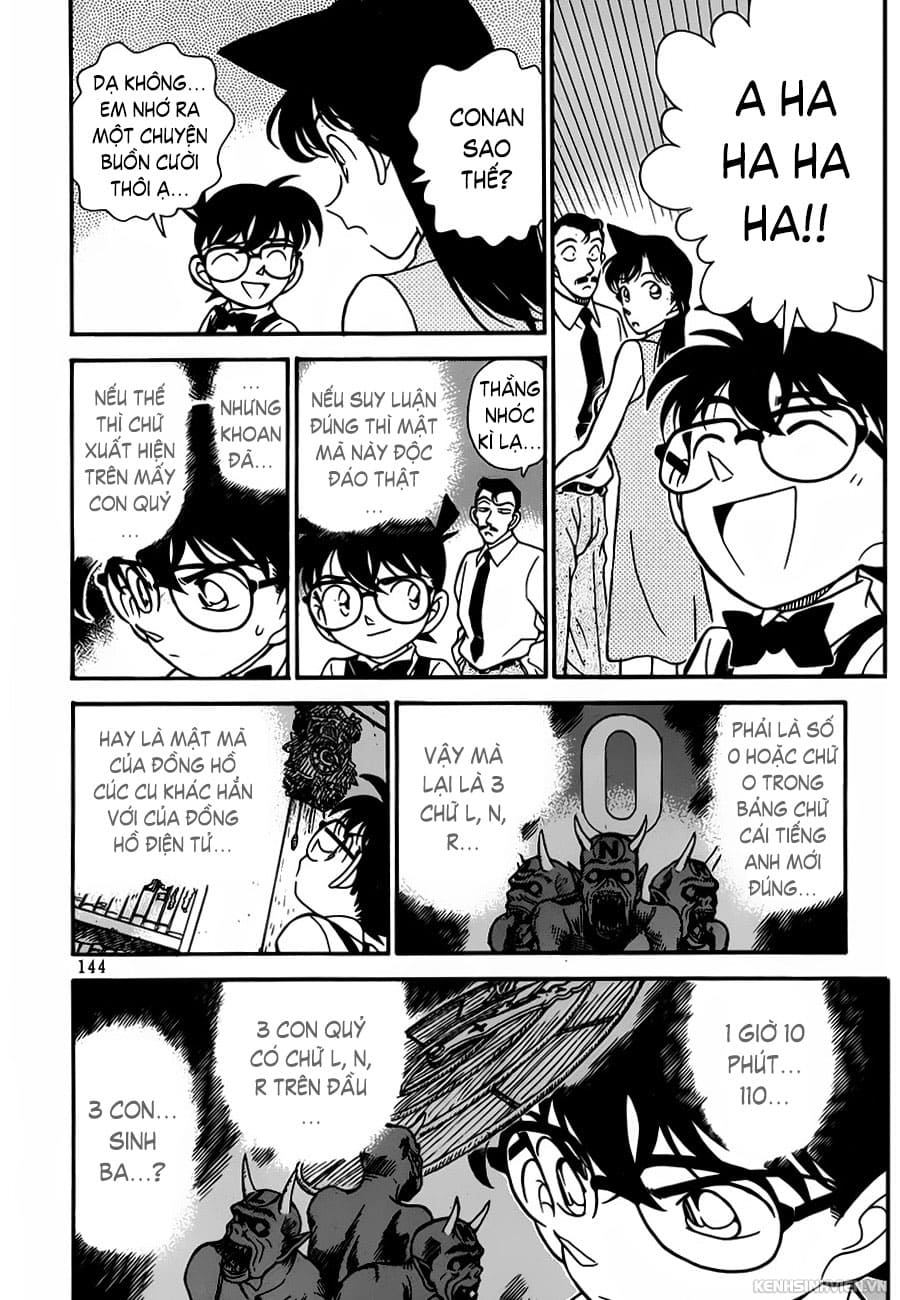 A HA
HA HA
HA!!
CONAN
SAO
THẾ?
DẠ KHÔNG...
EM NHỚ RA
MỘT CHUYỆN
BUỒN CƯỜI
THÔI Ạ...
THẰNG
NHÓC
KÌ LẠ...
NẾU SUY LUẬN
ĐÚNG THÌ MẬT
MÃ NÀY ĐỘC
ĐÁO THẬT
...
...
NHƯNG
KHOAN
ĐÃ...
NẾU THẾ
THÌ CHỮ
XUẤT HIỆN
TRÊN MẤY
CON QUỶ
...
PHẢI LÀ SỐ
0 HOẶC CHỮ
O TRONG
BẢNG CHỮ
CÁI TIẾNG
ANH MỚI
ĐÚNG...
O
N
VẬY MÀ
LẠI LÀ 3
CHỮ L, N,
R...
HAY LÀ MẬT MÃ
CỦA ĐỒNG HỒ
CÚC CU KHÁC HẲN
VỚI CỦA ĐỒNG
HỒ ĐIỆN TỬ...
144
1 GIỜ 10
PHÚT...
110...
3 CON QUỶ
CÓ CHỮ L, N,
R TRÊN ĐẦU
...
3 CON...
SINH
BA...?
KENHSINHVIEN.VN